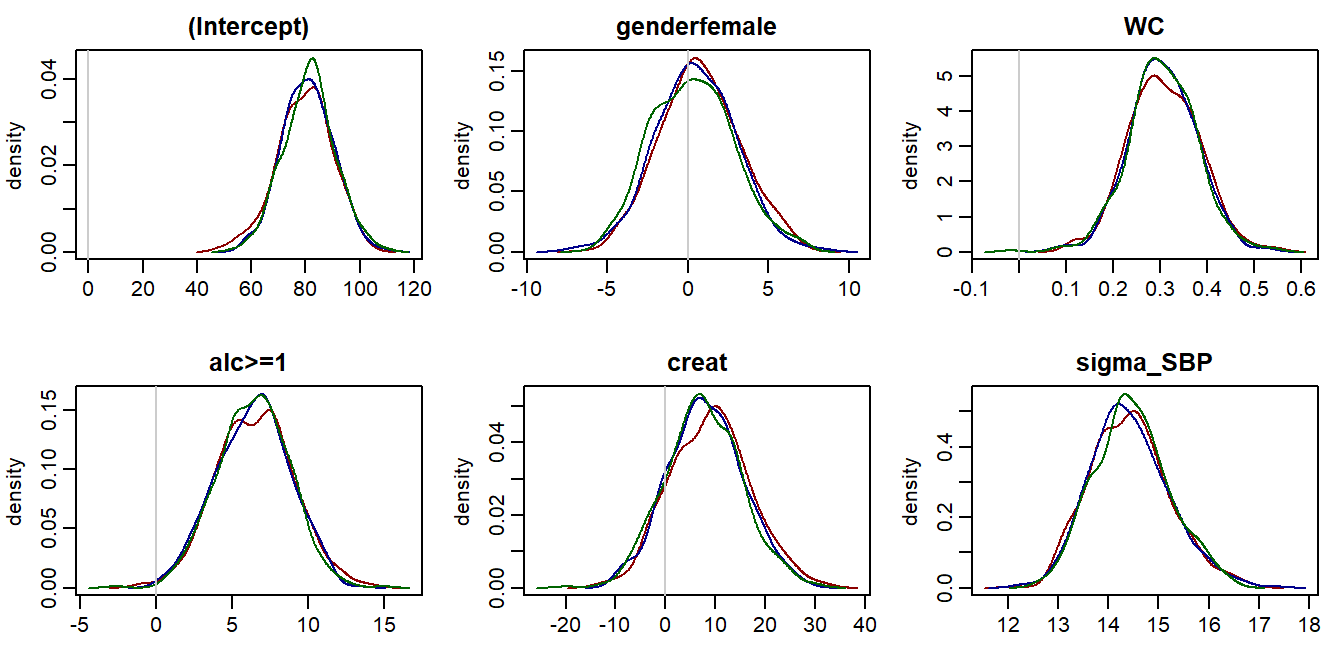 (Intercept)
density
0.00 0.02 0.04
0 20 40 60 80 100 120
genderfemale
density
0.00 0.05 0.10 0.15
-10 -5 0 5 10
WC
density
0 1 2 3 4 5
-0.1 0.1 0.2 0.3 0.4 0.5 0.6
alc>=1
density
0.00 0.05 0.10 0.15
-5 0 5 10 15
creat
density
0.00 0.02 0.04
-20 -10 0 10 20 30 40
sigma_SBP
density
0.0 0.2 0.4
12 13 14 15 16 17 18